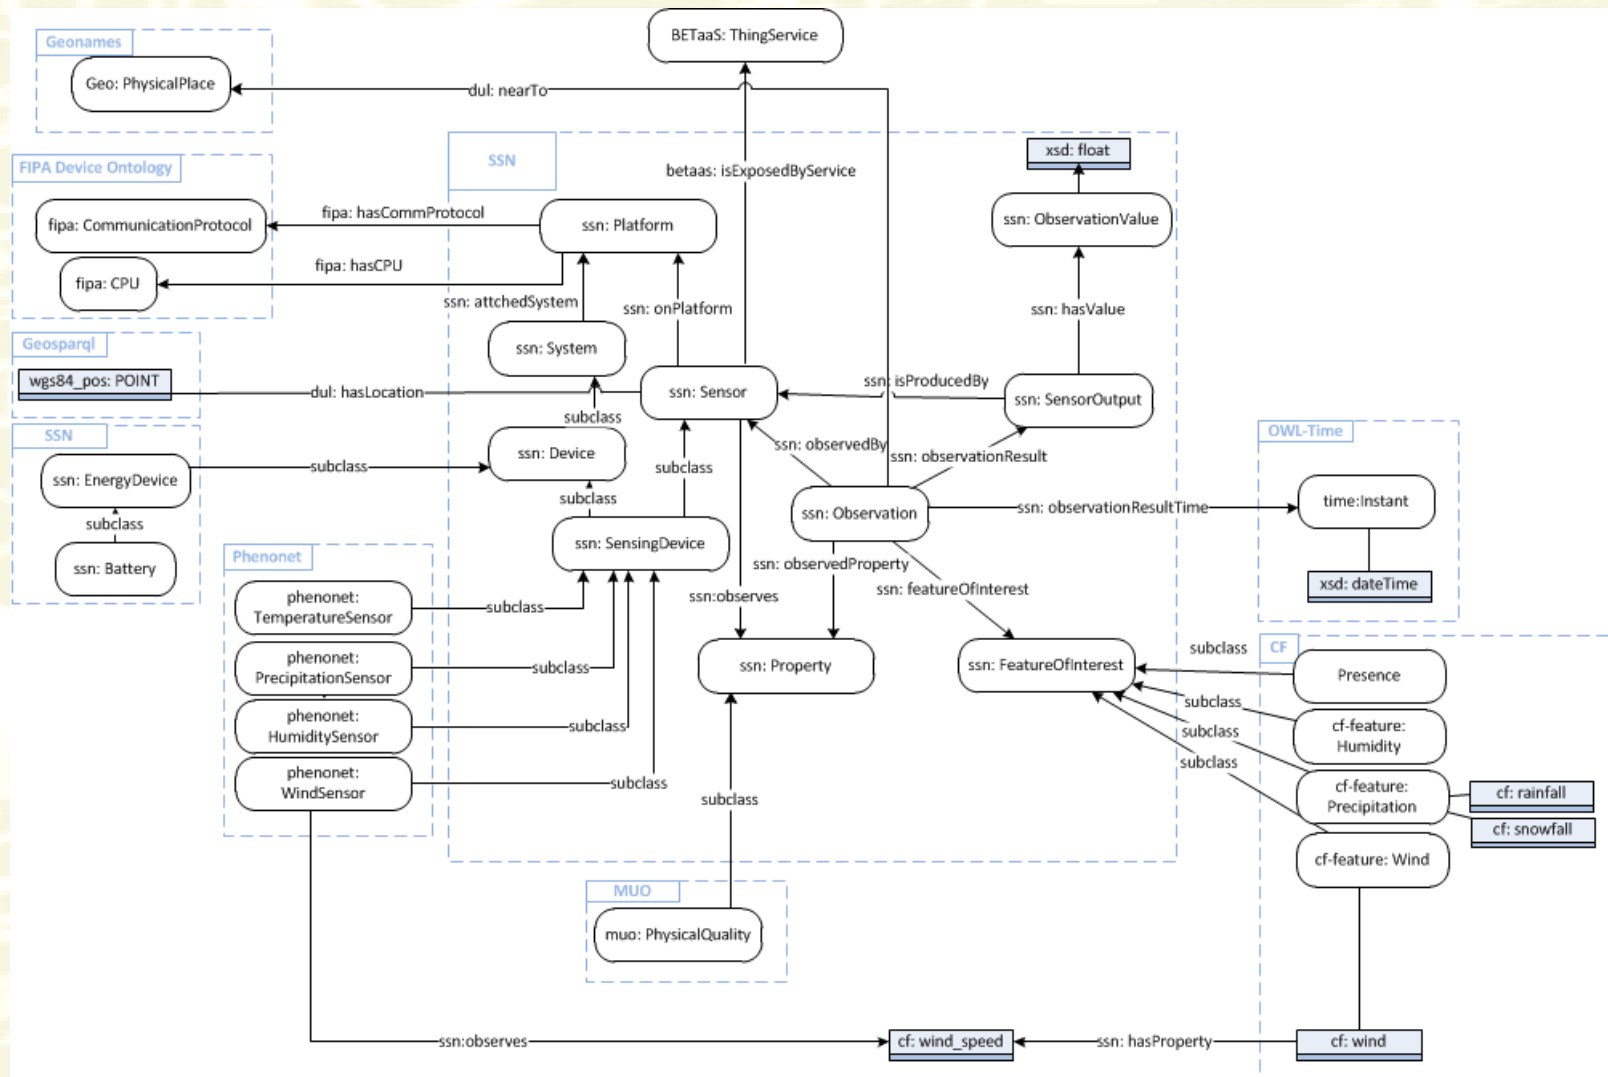 BETaaS: ThingService
Geonames
Geo: PhysicalPlace
dul: nearTo
SSN
xsd: float
FIPA Device Ontology
betaas: isExposedByService
fipa: CommunicationProtocol
fipa: hasCommProtocol
ssn: Platform
ssn: ObservationValue
fipa: CPU
fipa: hasCPU
ssn: attchedSystem
ssn: onPlatform
ssn: hasValue
Geosparql
ssn: System
wgs84_pos: POINT
dul: hasLocation
ssn: Sensor
ssn: isProducedBy
ssn: SensorOutput
subclass
SSN
OWL-Time
ssn: EnergyDevice
subclass
ssn: Device
subclass
ssn: observedBy
ssn: observationResult
subclass
ssn: Observation
ssn: observationResultTime
time:Instant
subclass
ssn: Battery
Phenonet
ssn: SensingDevice
ssn: observedProperty
ssn: featureOfInterest
xsd: dateTime
phenonet:
TemperatureSensor
subclass
ssn:observes
phenonet:
PrecipitationSensor
subclass
ssn: Property
ssn: FeatureOfInterest
subclass
CF
Presence
phenonet:
HumiditySensor
subclass
subclass
cf-feature:
Humidity
subclass
subclass
phenonet:
WindSensor
subclass
subclass
cf-feature:
Precipitation
cf: rainfall
cf: snowfall
cf-feature: Wind
MUO
muo: PhysicalQuality
ssn:observes
cf: wind_speed
ssn: hasProperty
cf: wind